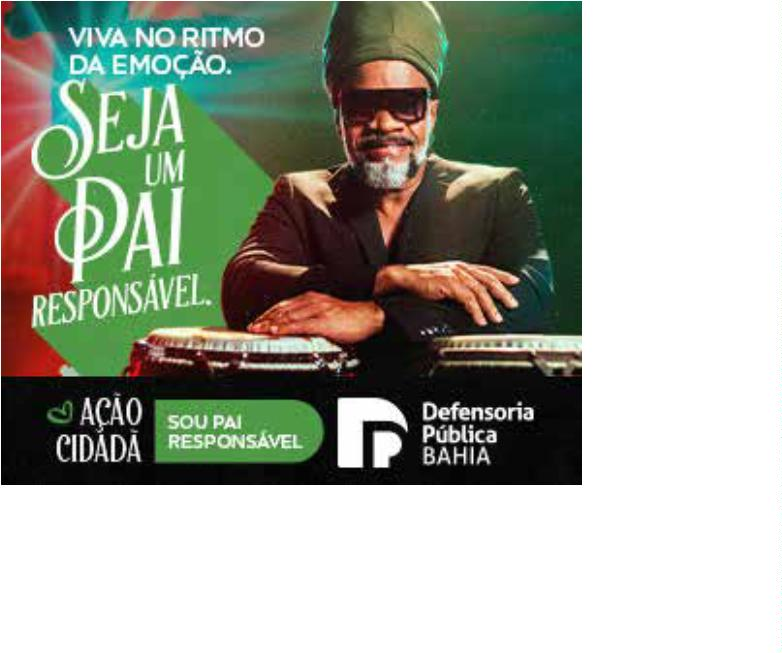 VIVA NO RITMO
DA EMOÇÃO.
SEJA
UM
PAI
RESPONSÁVEL.
AÇÃO
CIDADÃ
SOU PAI
RESPONSÁVEL
Defensoria
Pública
BAHIA